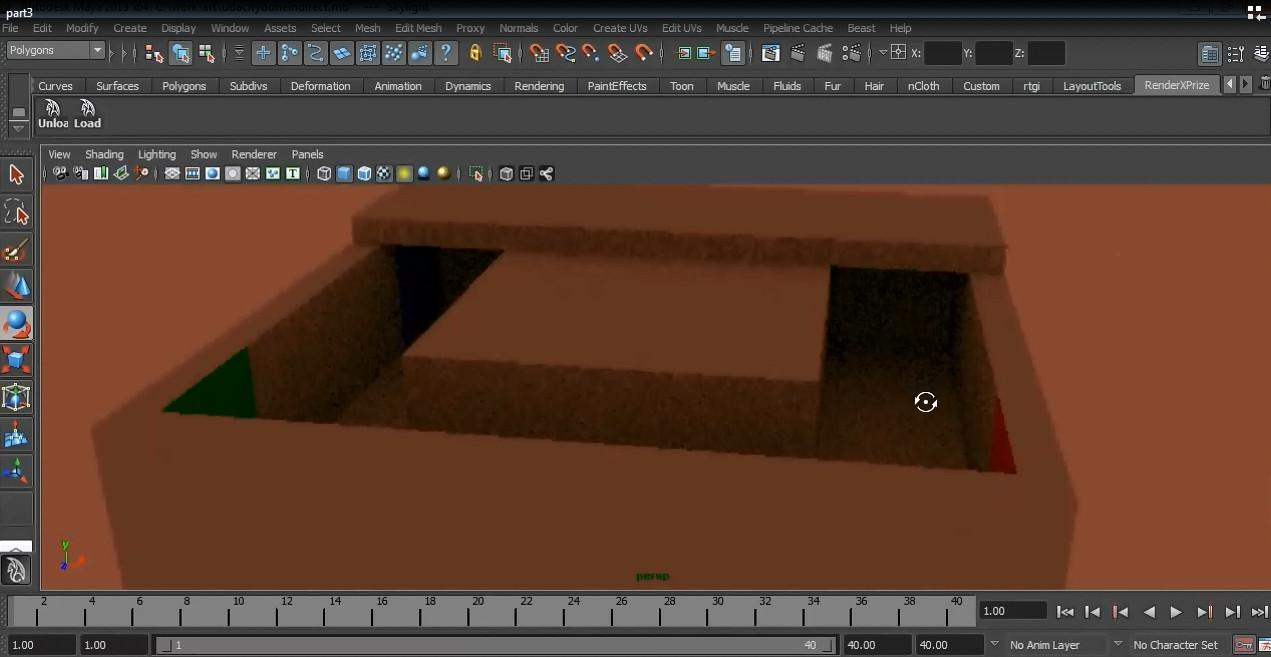 part3
File Edit Modify Create Display Window Assets Select Mesh Edit Mesh Proxy Normals Color Create UVs Edit UVs Muscle Pipeline Cache Beast Help
Polygons X: Y: Z:
Curves Surfaces Polygons Subdivs Deformation Animation Dynamics Rendering PaintEffects Toon Muscle Fluids Fur Hair nCloth Custom rtgi LayoutTools RenderXPrize
Unloa Load
View Shading Lighting Show Renderer Panels
persp
2 4 6 8 10 12 14 16 18 20 22 24 26 28 30 32 34 36 38 40 1.00
1.00 1.00 1 40 40.00 40.00 No Anim Layer No Character Set